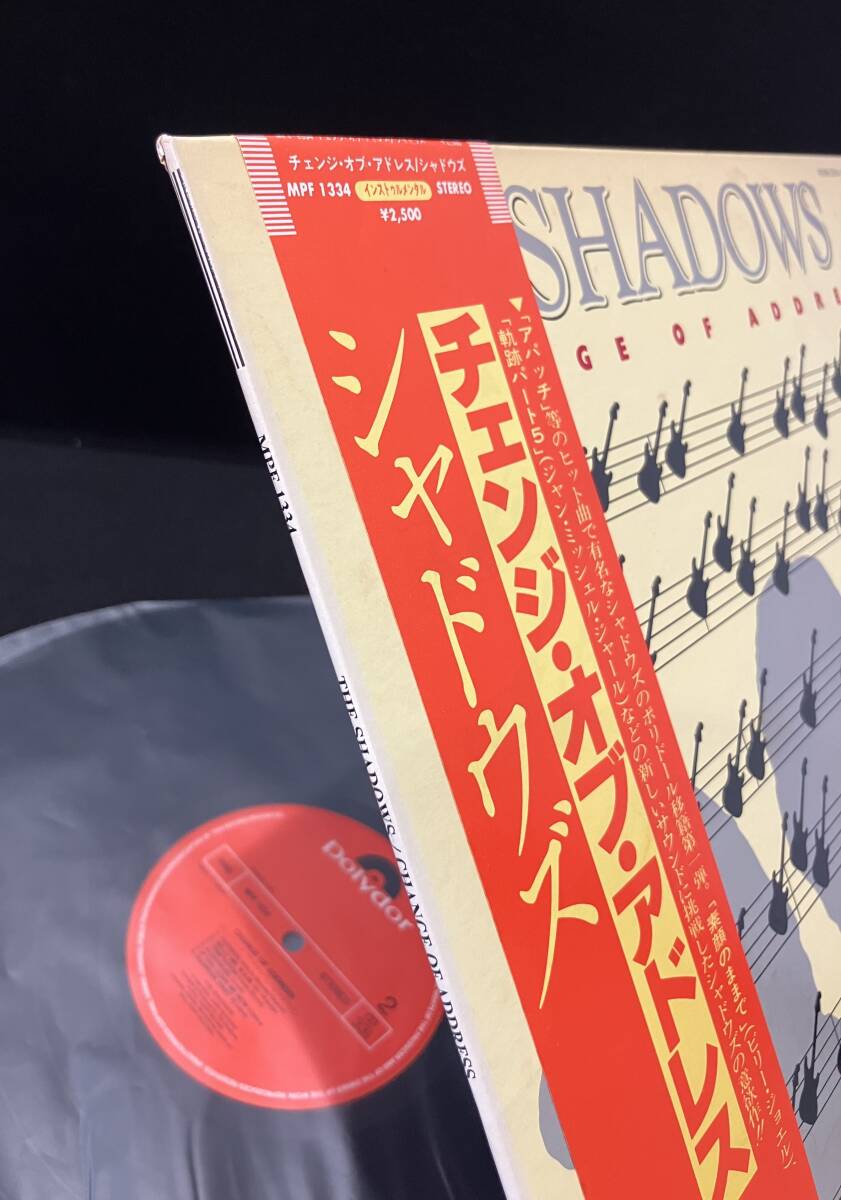 チェンジ・オブ・アドレス/シャドウズ
MPF 1334 インストゥルメンタル STEREO
¥2,500
SHADOWS
GE OF ADDRE
▼「アパッチ」等のヒット曲で有名なシャドウズのポリドール移籍第一弾。「素顔のままで」(ビリー・ジョエル)、
「軌跡パート5」(ジャン・ミッシェル・ジャール)などの新しいサウンドに挑戦したシャドウズの意欲作!!
チェンジ・オブ・アドレス
シャドウズ
MPF 1334
THE SHADOWS/CHANGE OF ADDRESS
polydor
STEREO
2
CHANGE OF ADDRESS